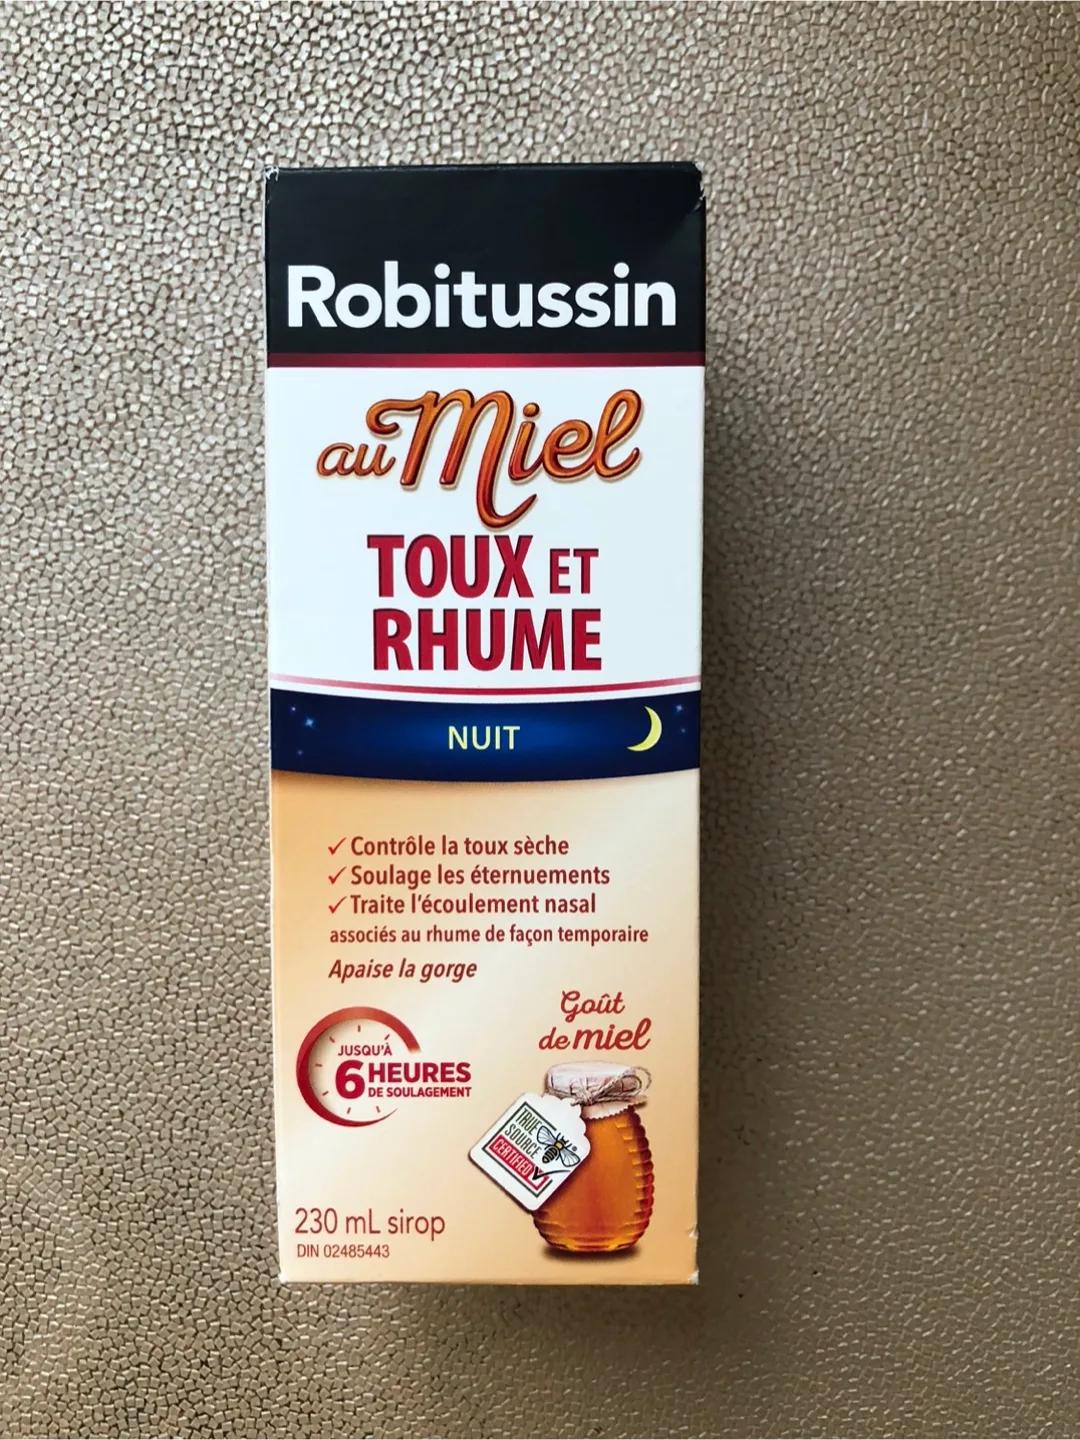 Robitussin
au Miel
TOUX ET
RHUME
NUIT
✓ Contrôle la toux sèche
✓ Soulage les éternuements
✓ Traite l'écoulement nasal
associés au rhume de façon temporaire
Apaise la gorge
Goût
de miel
JUSQU'À
6 HEURES
DE SOULAGEMENT
TRUE
SOURCE
CERTIFIED
230 mL sirop
DIN 02485443